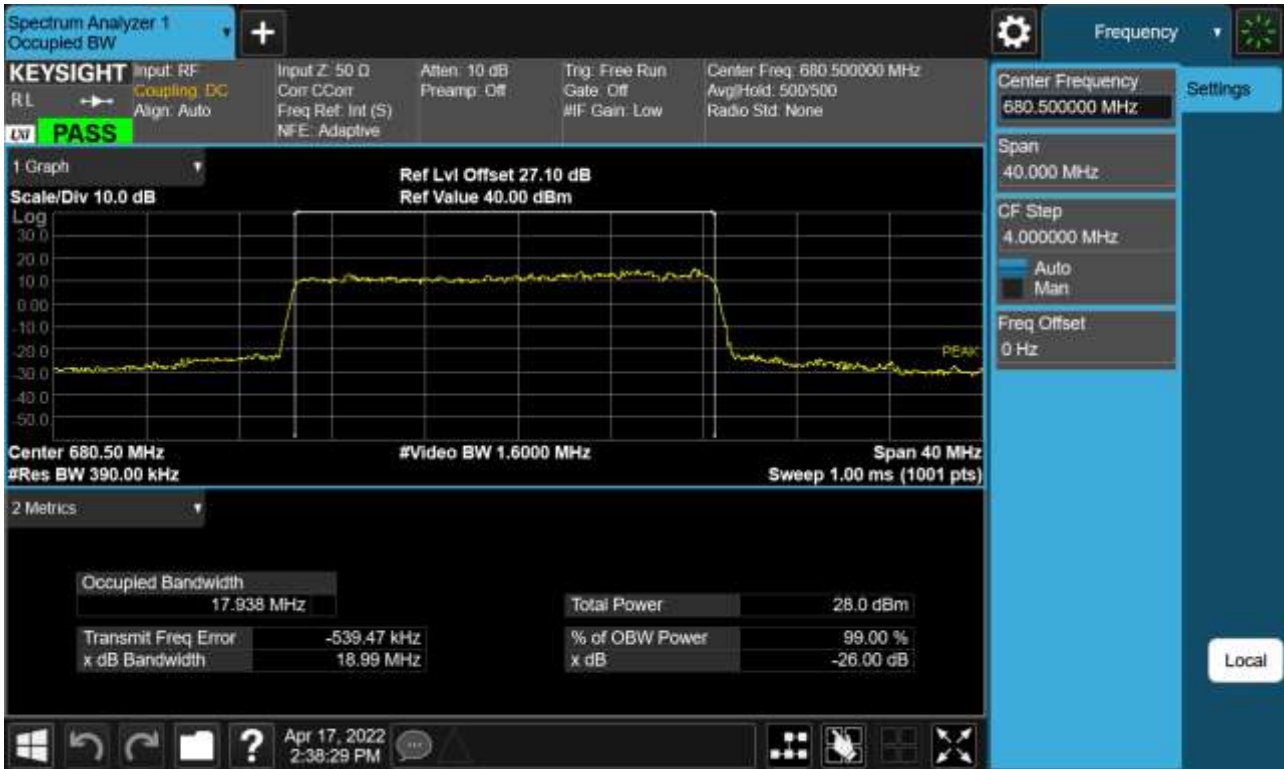 Spectrum Analyzer 1
Occupied BW
+
Frequency
KEYSIGHT
RL
PASS
Input: RF
Coupling: DC
Align: Auto
Input Z: 50 Ω
Corr CCorr
Freq Ref: Int (S)
NFE: Adaptive
Atten: 10 dB
Preamp: Off
Trig: Free Run
Gate: Off
#IF Gain: Low
Center Freq: 680.500000 MHz
Avg|Hold: 500/500
Radio Std: None
Center Frequency
680.500000 MHz
Settings
Span
40.000 MHz
CF Step
4.000000 MHz
Auto
Man
Freq Offset
0 Hz
1 Graph
Scale/Div 10.0 dB
Ref Lvl Offset 27.10 dB
Ref Value 40.00 dBm
Log
30.0
20.0
10.0
0.00
-10.0
-20.0
-30.0
-40.0
-50.0
PEAK
Center 680.50 MHz
#Video BW 1.6000 MHz
Span 40 MHz
#Res BW 390.00 kHz
Sweep 1.00 ms (1001 pts)
2 Metrics
Occupied Bandwidth
17.938 MHz
Total Power 28.0 dBm
Transmit Freq Error -539.47 kHz
% of OBW Power 99.00 %
x dB Bandwidth 18.99 MHz
x dB -26.00 dB
Local
?
Apr 17, 2022
2:38:29 PM